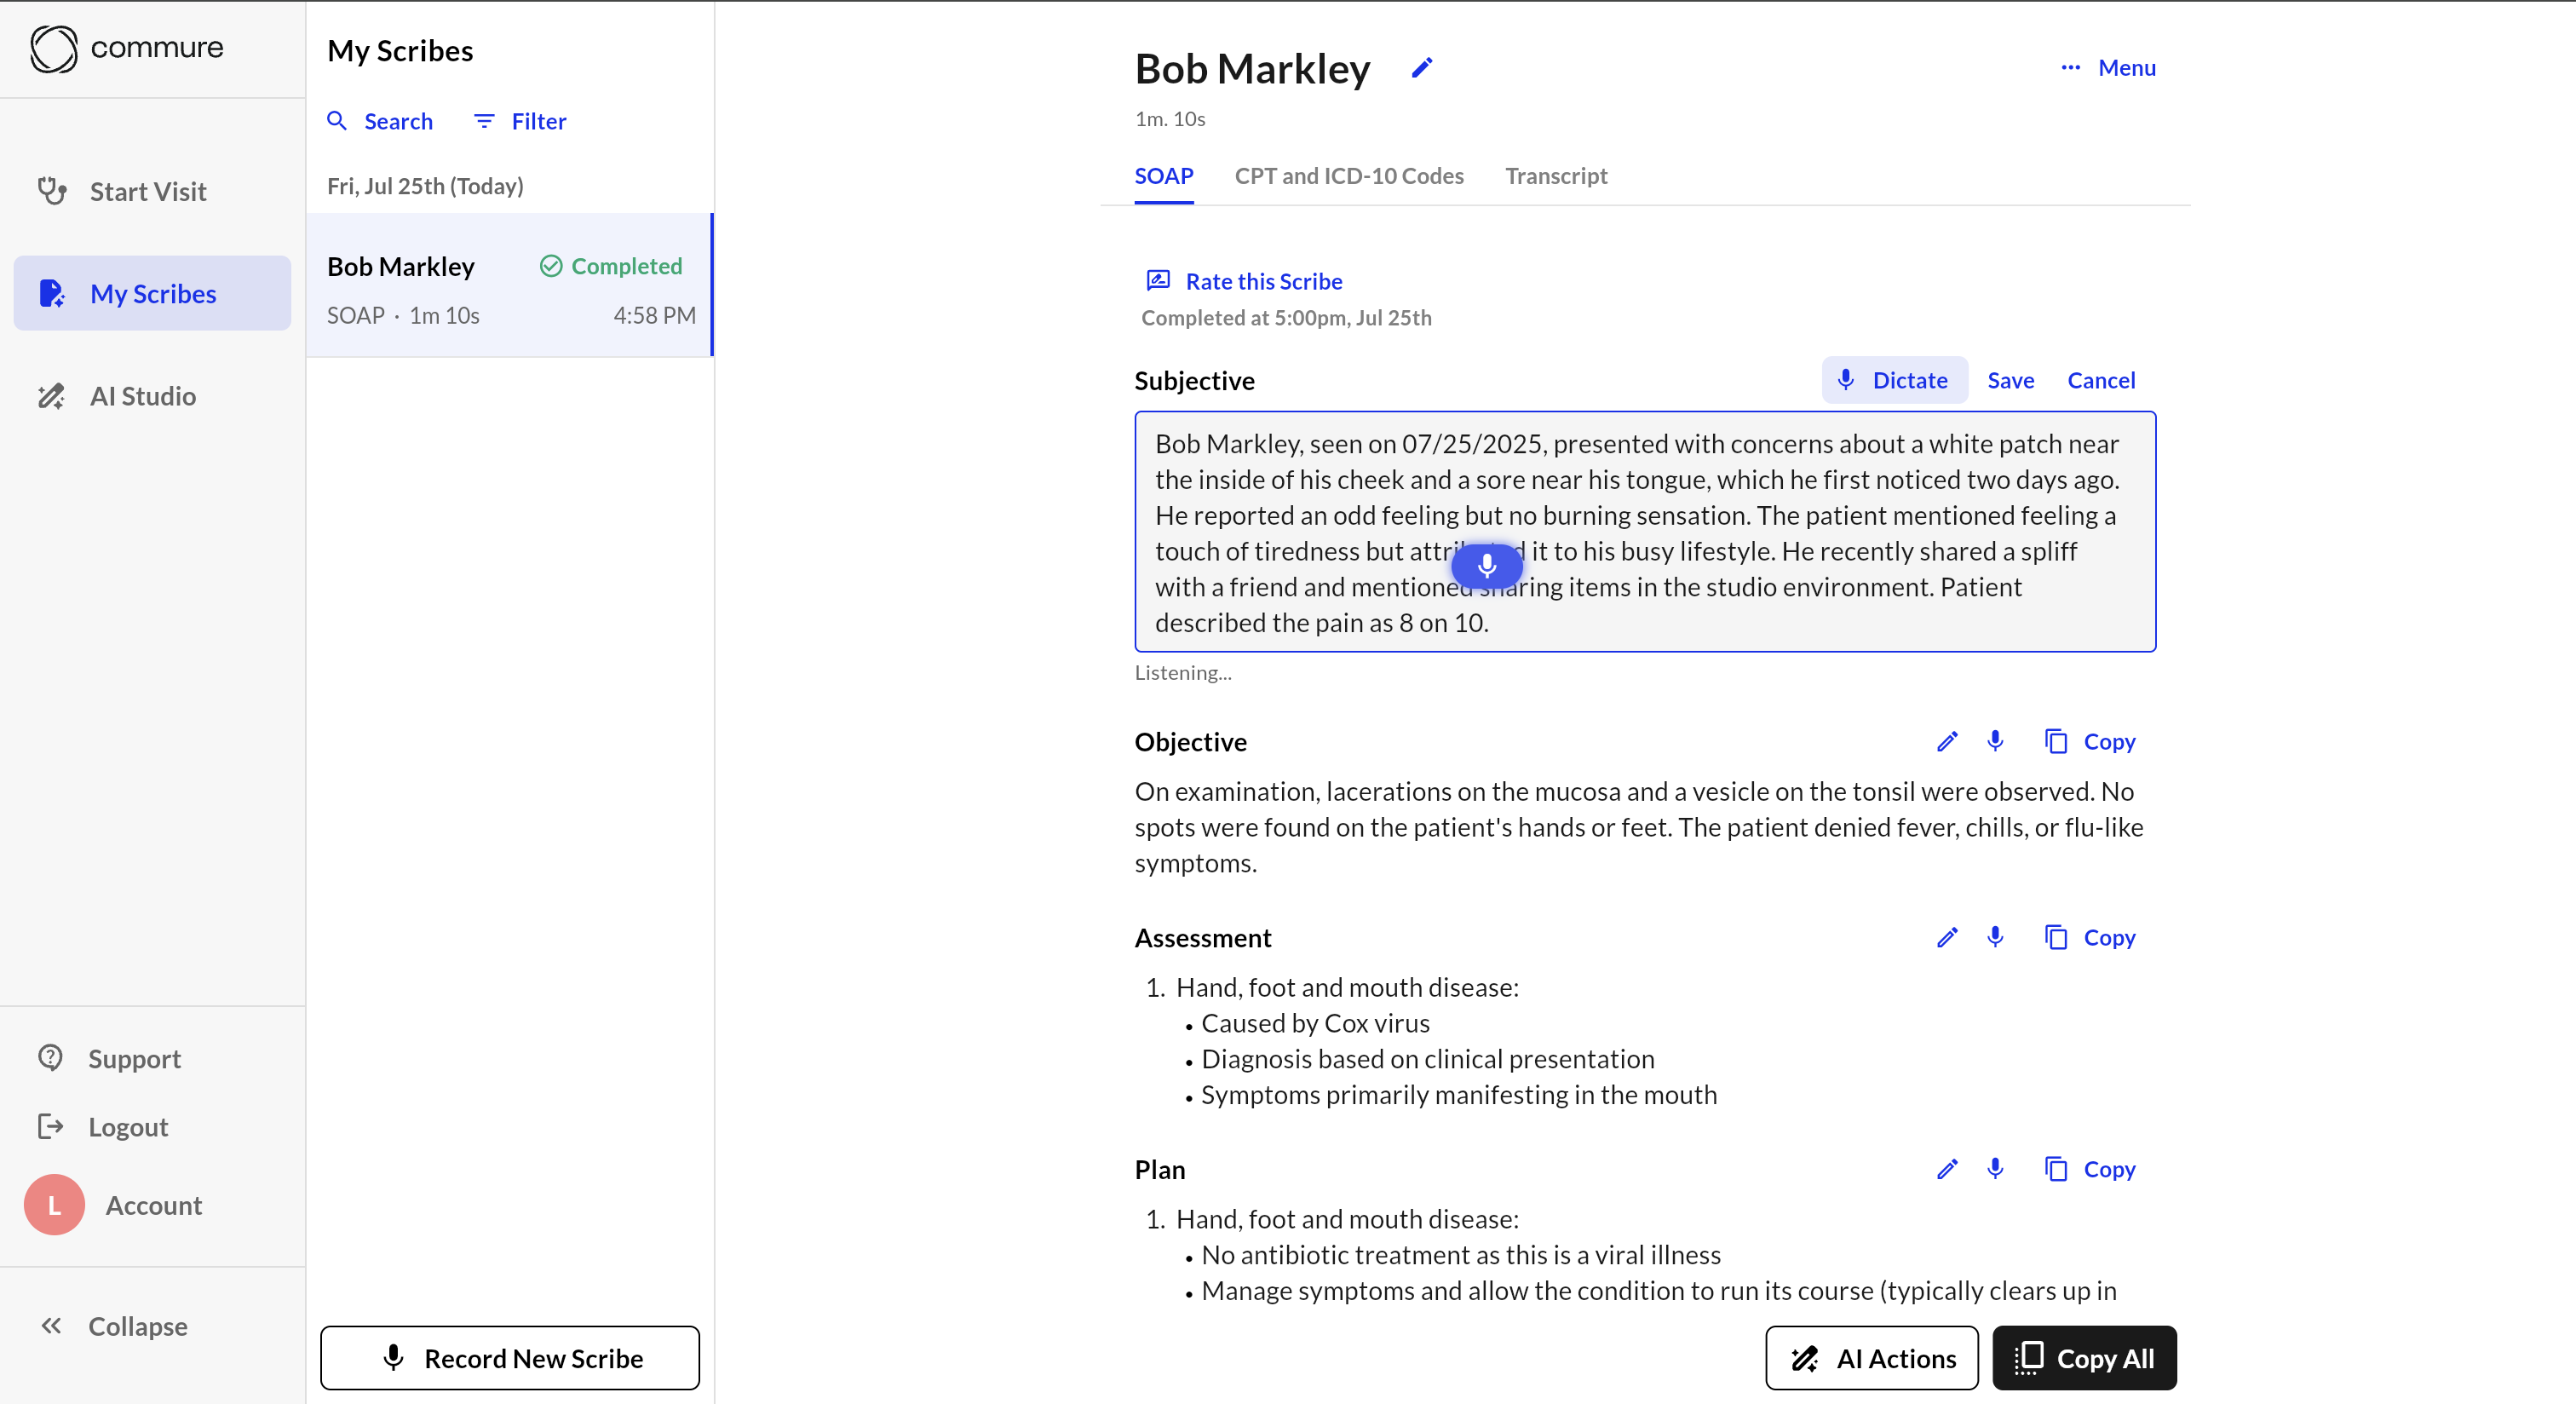 commure
Start Visit
My Scribes
AI Studio
Support
Logout
L
Account
Collapse
My Scribes
Search
Filter
Fri, Jul 25th (Today)
Bob Markley
Completed
SOAP · 1m 10s
4:58 PM
Record New Scribe
Bob Markley
Menu
1m. 10s
SOAP
CPT and ICD-10 Codes
Transcript
Rate this Scribe
Completed at 5:00pm, Jul 25th
Subjective
Dictate
Save
Cancel
Bob Markley, seen on 07/25/2025, presented with concerns about a white patch near
the inside of his cheek and a sore near his tongue, which he first noticed two days ago.
He reported an odd feeling but no burning sensation. The patient mentioned feeling a
touch of tiredness but attributed it to his busy lifestyle. He recently shared a spliff
with a friend and mentioned sharing items in the studio environment. Patient
described the pain as 8 on 10.
Listening...
Objective
Copy
On examination, lacerations on the mucosa and a vesicle on the tonsil were observed. No
spots were found on the patient's hands or feet. The patient denied fever, chills, or flu-like
symptoms.
Assessment
Copy
1. Hand, foot and mouth disease:
• Caused by Cox virus
• Diagnosis based on clinical presentation
• Symptoms primarily manifesting in the mouth
Plan
Copy
1. Hand, foot and mouth disease:
• No antibiotic treatment as this is a viral illness
• Manage symptoms and allow the condition to run its course (typically clears up in
AI Actions
Copy All